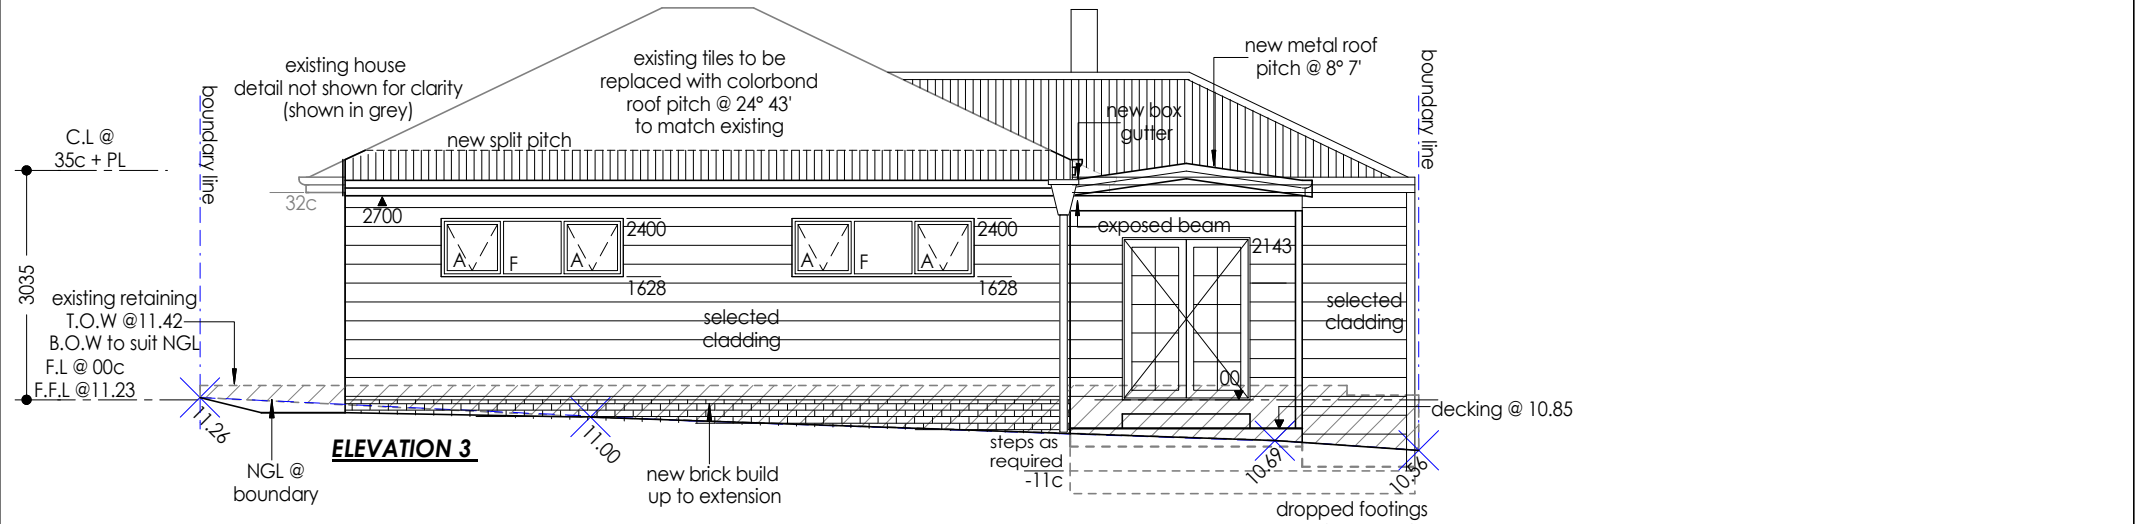 C.L @
35c + PL
3035
existing retaining
T.O.W @11.42
B.O.W to suit NGL
F.L @ 00c
F.F.L @11.23
boundary line
11.26
existing house
detail not shown for clarity
(shown in grey)
32c
new split pitch
existing tiles to be
replaced with colorbond
roof pitch @ 24° 43'
to match existing
2700
A
F
A
2400
1628
A
F
A
2400
1628
selected
cladding
new box
gutter
new metal roof
pitch @ 8° 7'
boundary line
exposed beam
2143
selected
cladding
00
decking @ 10.85
ELEVATION 3
NGL @
boundary
11.00
new brick build
up to extension
steps as
required
-11c
10.69
10.56
dropped footings